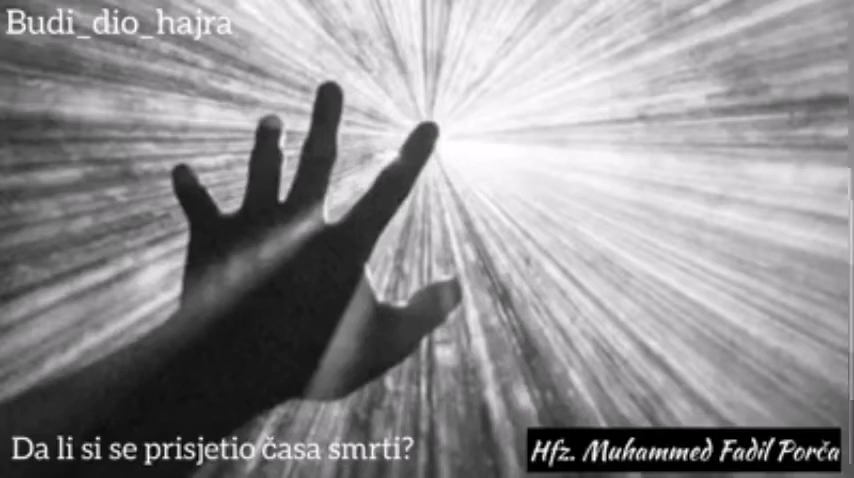 Budi_dio_hajra
Da li si se prisjetio časa smrti?
Hfz. Muhammed Fadil Porča